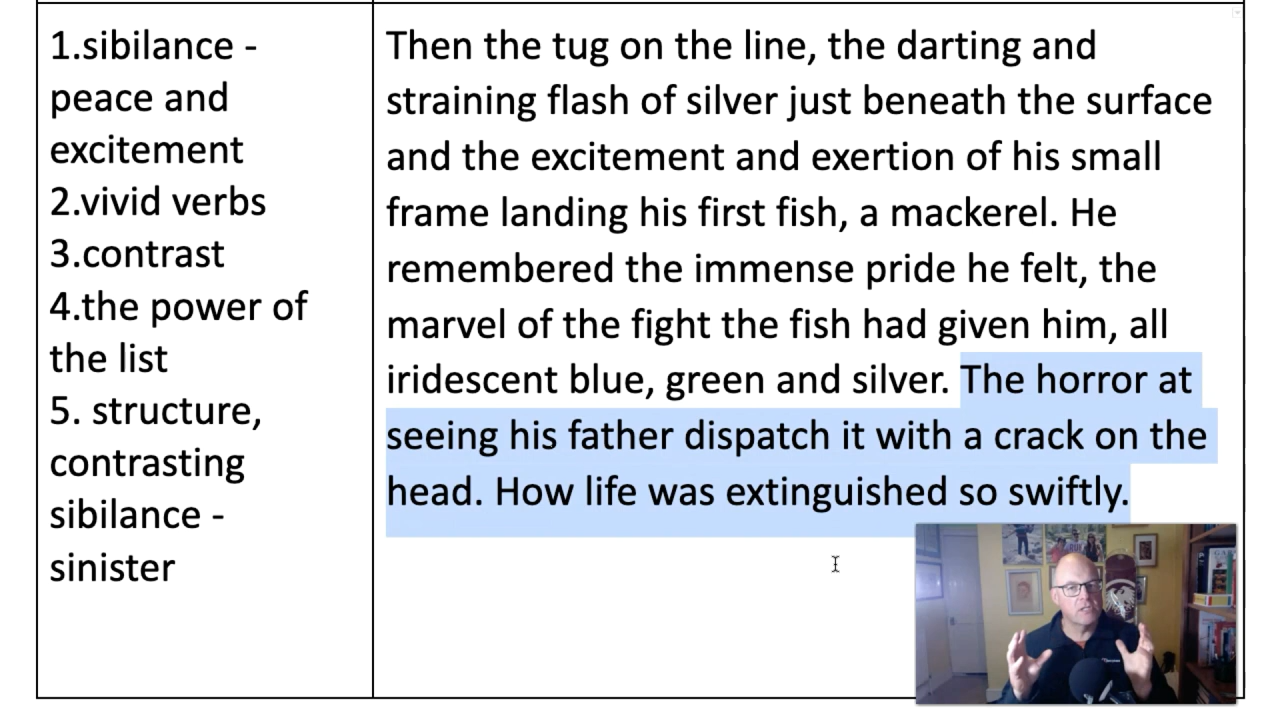 1.sibilance -
peace and
excitement
2.vivid verbs
3.contrast
4.the power of
the list
5. structure,
contrasting
sibilance -
sinister
Then the tug on the line, the darting and
straining flash of silver just beneath the surface
and the excitement and exertion of his small
frame landing his first fish, a mackerel. He
remembered the immense pride he felt, the
marvel of the fight the fish had given him, all
iridescent blue, green and silver. The horror at
seeing his father dispatch it with a crack on the
head. How life was extinguished so swiftly.